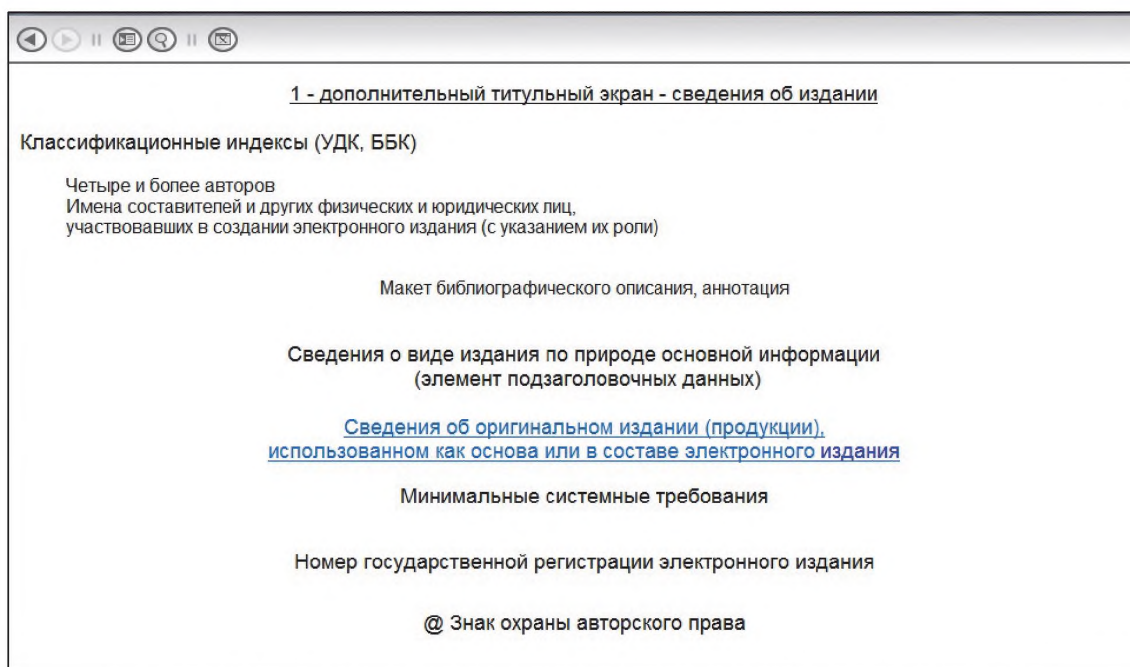 1 - дополнительный титульный экран - сведения об издании
Классификационные индексы (УДК, ББК)
Четыре и более авторов
Имена составителей и других физических и юридических лиц,
участвовавших в создании электронного издания (с указанием их роли)
Макет библиографического описания, аннотация
Сведения о виде издания по природе основной информации
(элемент подзаголовочных данных)
Сведения об оригинальном издании (продукции),
использованном как основа или в составе электронного издания
Минимальные системные требования
Номер государственной регистрации электронного издания
@ Знак охраны авторского права